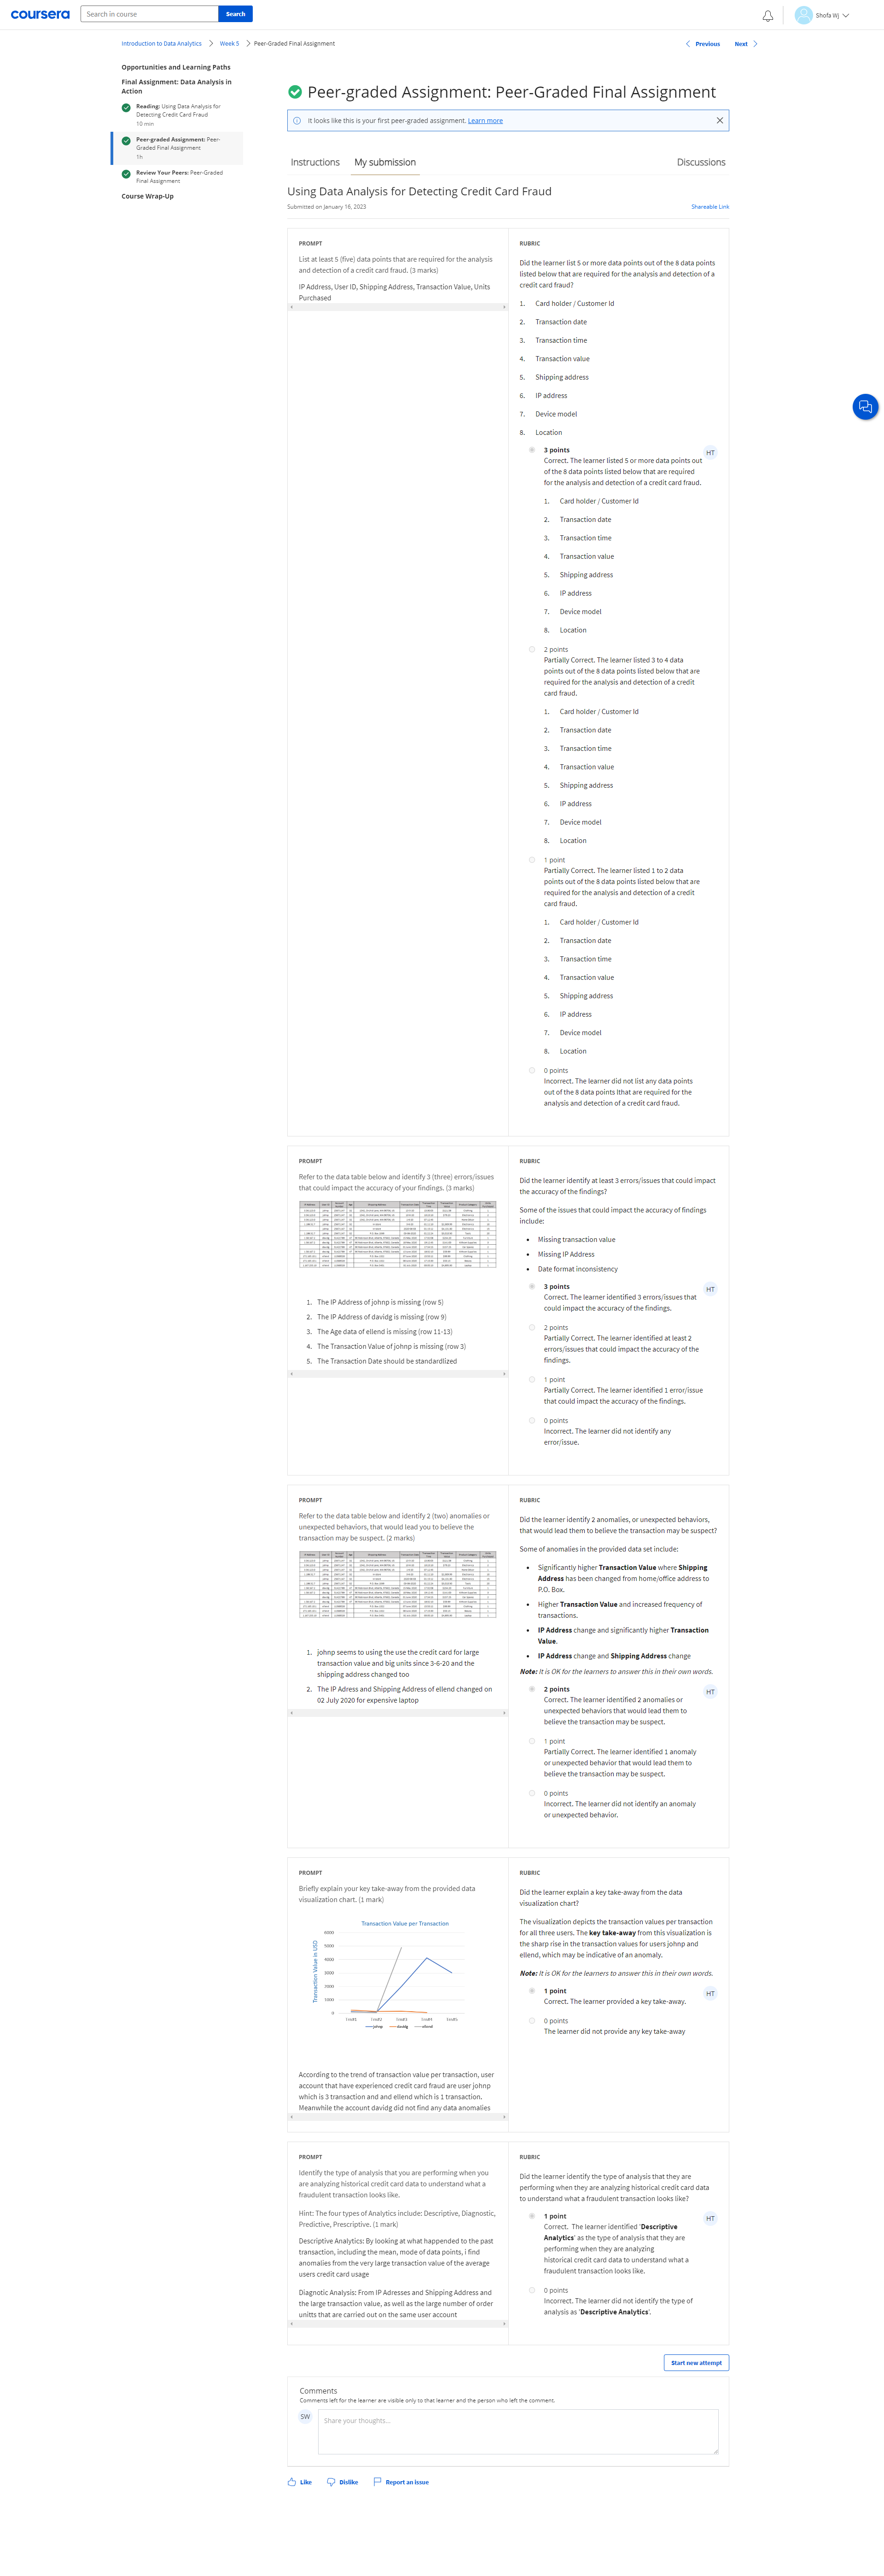 coursera
Search in course
Search
Shofa Wj
Introduction to Data Analytics
Week 5
Peer-Graded Final Assignment
Previous
Next
Opportunities and Learning Paths
Final Assignment: Data Analysis in
Action
Reading: Using Data Analysis for
Detecting Credit Card Fraud
10 min
Peer-graded Assignment: Peer-
Graded Final Assignment
1h
Review Your Peers: Peer-Graded
Final Assignment
Course Wrap-Up
Peer-graded Assignment: Peer-Graded Final Assignment
It looks like this is your first peer-graded assignment. Learn more
Instructions
My submission
Discussions
Using Data Analysis for Detecting Credit Card Fraud
Submitted on January 18, 2023
Shareable Link
PROMPT
List at least 5 (five) data points that are required for the analysis
and detection of a credit card fraud. (3 marks)
IP Address, User ID, Shipping Address, Transaction Value, Units
Purchased
RUBRIC
Did the learner list 5 or more data points out of the 8 data points
listed below that are required for the analysis and detection of a
credit card fraud?
1. Card holder / Customer Id
2. Transaction date
3. Transaction time
4. Transaction value
5. Shipping address
6. IP address
7. Device model
8. Location
3 points
HT
Correct. The learner listed 5 or more data points out
of the 8 data points listed below that are required
for the analysis and detection of a credit card fraud.
1. Card holder / Customer Id
2. Transaction date
3. Transaction time
4. Transaction value
5. Shipping address
6. IP address
7. Device model
8. Location
2 points
Partially Correct. The learner listed 3 to 4 data
points out of the 8 data points listed below that are
required for the analysis and detection of a credit
card fraud.
1. Card holder / Customer Id
2. Transaction date
3. Transaction time
4. Transaction value
5. Shipping address
6. IP address
7. Device model
8. Location
1 point
Partially Correct. The learner listed 1 to 2 data
points out of the 8 data points listed below that are
required for the analysis and detection of a credit
card fraud.
1. Card holder / Customer Id
2. Transaction date
3. Transaction time
4. Transaction value
5. Shipping address
6. IP address
7. Device model
8. Location
0 points
Incorrect. The learner did not list any data points
out of the 8 data points lthat are required for the
analysis and detection of a credit card fraud.
PROMPT
Refer to the data table below and identify 3 (three) errors/issues
that could impact the accuracy of your findings. (3 marks)
1. The IP Address of johnp is missing (row 5)
2. The IP Address of davidg is missing (row 9)
3. The Age data of ellend is missing (row 11-13)
4. The Transaction Value of johnp is missing (row 3)
5. The Transaction Date should be standardized
RUBRIC
Did the learner identify at least 3 errors/issues that could impact
the accuracy of the findings?
Some of the issues that could impact the accuracy of findings
include:
• Missing transaction value
• Missing IP Address
• Date format inconsistency
3 points
HT
Correct. The learner identified 3 errors/issues that
could impact the accuracy of the findings.
2 points
Partially Correct. The learner identified at least 2
errors/issues that could impact the accuracy of the
findings.
1 point
Partially Correct. The learner identified 1 error/issue
that could impact the accuracy of the findings.
0 points
Incorrect. The learner did not identify any
error/issue.
PROMPT
Refer to the data table below and identify 2 (two) anomalies or
unexpected behaviors, that would lead you to believe the
transaction may be suspect. (2 marks)
1. johnp seems to using the use the credit card for large
transaction value and big units since 3-6-20 and the
shipping address changed too
2. The IP Adress and Shipping Address of ellend changed on
02 July 2020 for expensive laptop
RUBRIC
Did the learner identify 2 anomalies, or unexpected behaviors,
that would lead them to believe the transaction may be suspect?
Some of anomalies in the provided data set include:
• Significantly higher Transaction Value where Shipping
Address has been changed from home/office address to
P.O. Box.
• Higher Transaction Value and increased frequency of
transactions.
• IP Address change and significantly higher Transaction
Value.
• IP Address change and Shipping Address change
Note: It is OK for the learners to answer this in their own words.
2 points
HT
Correct. The learner identified 2 anomalies or
unexpected behaviors that would lead them to
believe the transaction may be suspect.
1 point
Partially Correct. The learner identified 1 anomaly
or unexpected behavior that would lead them to
believe the transaction may be suspect.
0 points
Incorrect. The learner did not identify an anomaly
or unexpected behavior.
PROMPT
Briefly explain your key take-away from the provided data
visualization chart. (1 mark)
Transaction Value per Transaction
Transaction Value in USD
6000
5000
4000
3000
2000
1000
0
johnp davidg ellend
According to the trend of transaction value per transaction, user
account that have experienced credit card fraud are user johnp
which is 3 transaction and and ellend which is 1 transaction.
Meanwhile the account davidg did not find any data anomalies
RUBRIC
Did the learner explain a key take-away from the data
visualization chart?
The visualization depicts the transaction values per transaction
for all three users. The key take-away from this visualization is
the sharp rise in the transaction values for users johnp and
ellend, which may be indicative of an anomaly.
Note: It is OK for the learners to answer this in their own words.
1 point
HT
Correct. The learner provided a key take-away.
0 points
The learner did not provide any key take-away
PROMPT
Identify the type of analysis that you are performing when you
are analyzing historical credit card data to understand what a
fraudulent transaction looks like.
Hint: The four types of Analytics include: Descriptive, Diagnostic,
Predictive, Prescriptive. (1 mark)
Descriptive Analytics: By looking at what happended to the past
transaction, including the mean, mode of data points, i find
anomalies from the very large transaction value of the average
users credit card usage
Diagnotic Analysis: From IP Adresses and Shipping Address and
the large transaction value, as well as the large number of order
unitts that are carried out on the same user account
RUBRIC
Did the learner identify the type of analysis that they are
performing when they are analyzing historical credit card data
to understand what a fraudulent transaction looks like?
1 point
HT
Correct. The learner identified 'Descriptive
Analytics' as the type of analysis that they are
performing when they are analyzing
historical credit card data to understand what a
fraudulent transaction looks like.
0 points
Incorrect. The learner did not identify the type of
analysis as 'Descriptive Analytics'.
Start new attempt
Comments
Comments left for the learner are visible only to that learner and the person who left the comment.
SW
Share your thoughts...
Like
Dislike
Report an issue